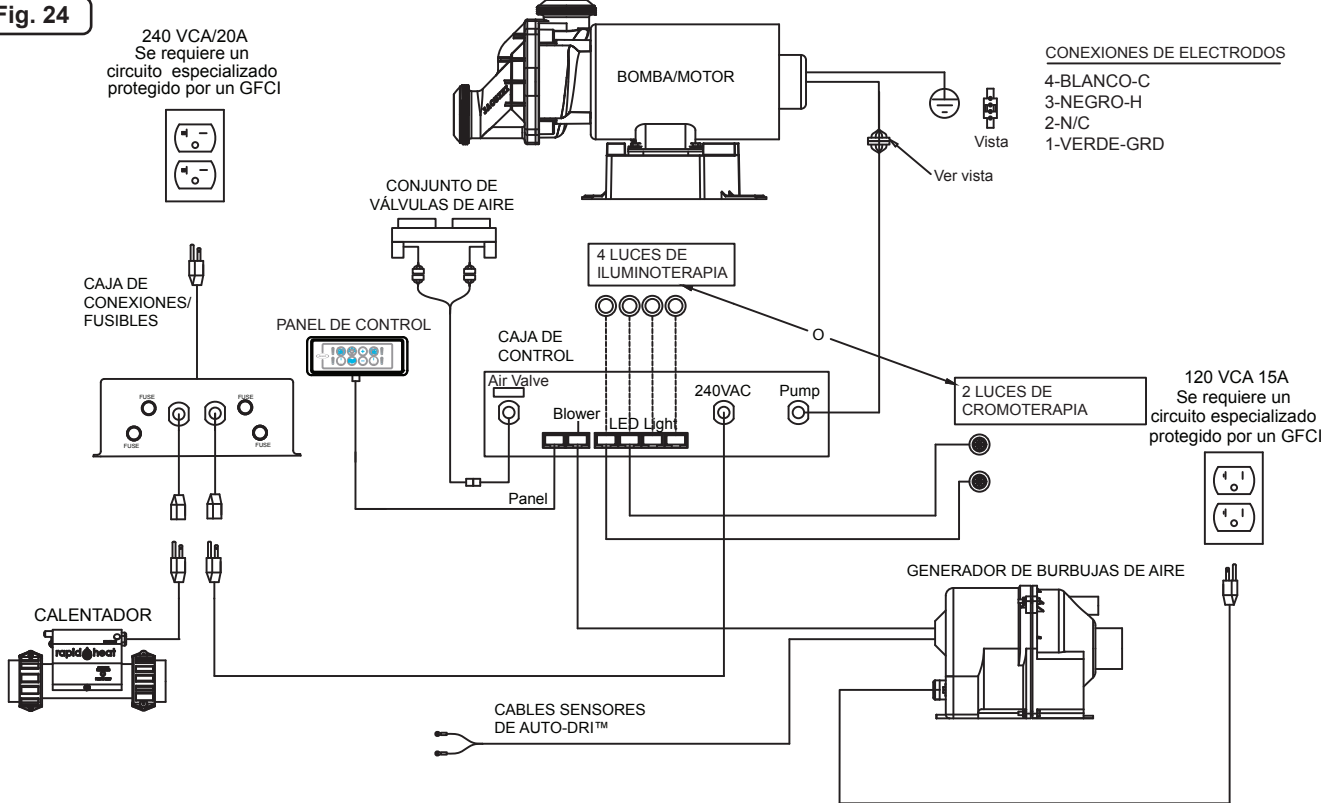 Fig. 24
240 VCA/20A
Se requiere un
circuito especializado
protegido por un GFCI
BOMBA/MOTOR
CONEXIONES DE ELECTRODOS
4-BLANCO-C
3-NEGRO-H
2-N/C
1-VERDE-GRD
Vista
Ver vista
CONJUNTO DE
VÁLVULAS DE AIRE
4 LUCES DE
ILUMINOTERAPIA
CAJA DE
CONEXIONES/
FUSIBLES
PANEL DE CONTROL
CAJA DE
CONTROL
O
Air Valve
Blower
LED Light
240VAC
Pump
Panel
2 LUCES DE
CROMOTERAPIA
120 VCA 15A
Se requiere un
circuito especializado
protegido por un GFCI
FUSE
FUSE
FUSE
FUSE
GENERADOR DE BURBUJAS DE AIRE
CALENTADOR
rapid heat
CABLES SENSORES
DE AUTO-DRI™